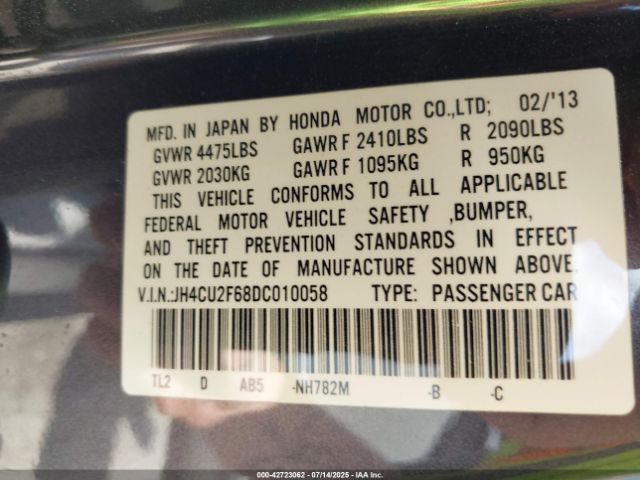 MFD. IN JAPAN BY HONDA MOTOR CO.,LTD; 02/'13
GVWR 4475LBS GAWR F 2410LBS R 2090LBS
GVWR 2030KG GAWR F 1095KG R 950KG
THIS VEHICLE CONFORMS TO ALL APPLICABLE
FEDERAL MOTOR VEHICLE SAFETY ,BUMPER,
AND THEFT PREVENTION STANDARDS IN EFFECT
ON THE DATE OF MANUFACTURE SHOWN ABOVE.
V.I.N.:JH4CU2F68DC010058 TYPE: PASSENGER CAR
TL2 D AB5 -NH782M -B -C
000-42723062 - 07/14/2025 - IAA Inc.